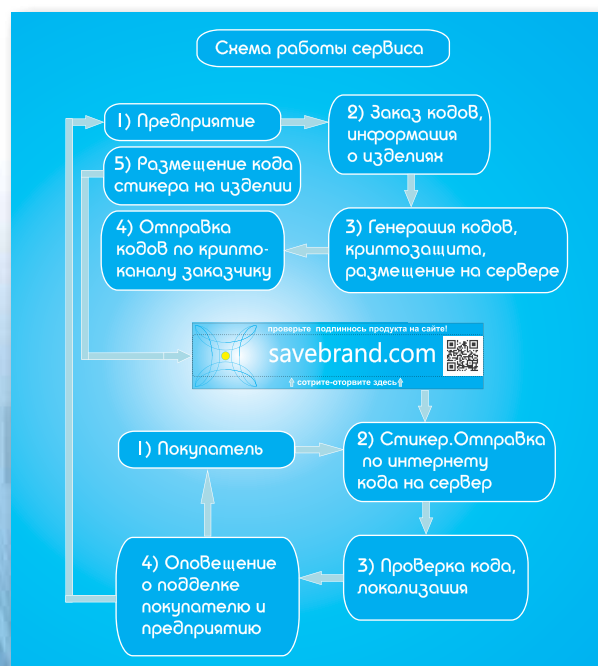 Схема работы сервиса
1) Предприятие
2) Заказ кодов,
информация
о изделиях
5) Размещение кода
стикера на изделии
4) Отправка
кодов по крипто-
каналу заказчику
3) Генерация кодов,
криптозащита,
размещение на сервере
проверьте подлиннось продукта на сайте!
savebrand.com
сотрите-оторвите здесь
1) Покупатель
2) Стикер.Отправка
по интернету
кода на сервер
4) Оповещение
о подделке
покупателю и
предприятию
3) Проверка кода,
локализация